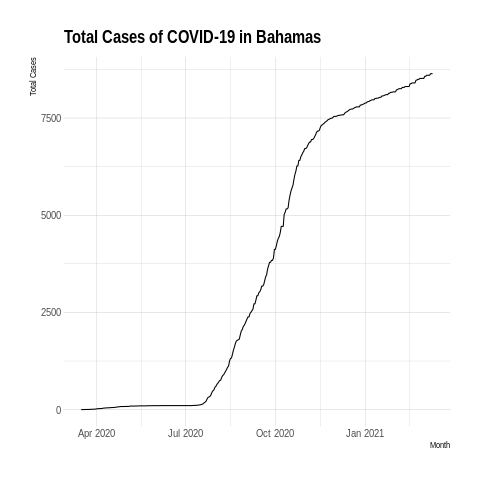 Total Cases of COVID-19 in Bahamas
Total Cases
7500
5000
2500
0
Apr 2020 Jul 2020 Oct 2020 Jan 2021
Month